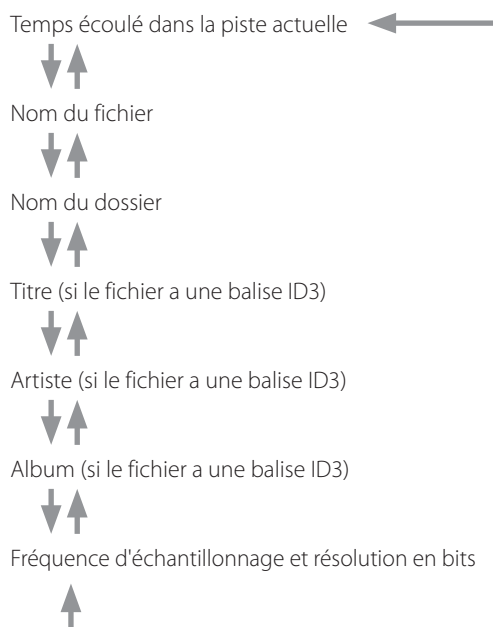 Temps écoulé dans la piste actuelle
Nom du fichier
Nom du dossier
Titre (si le fichier a une balise ID3)
Artiste (si le fichier a une balise ID3)
Album (si le fichier a une balise ID3)
Fréquence d'échantillonnage et résolution en bits